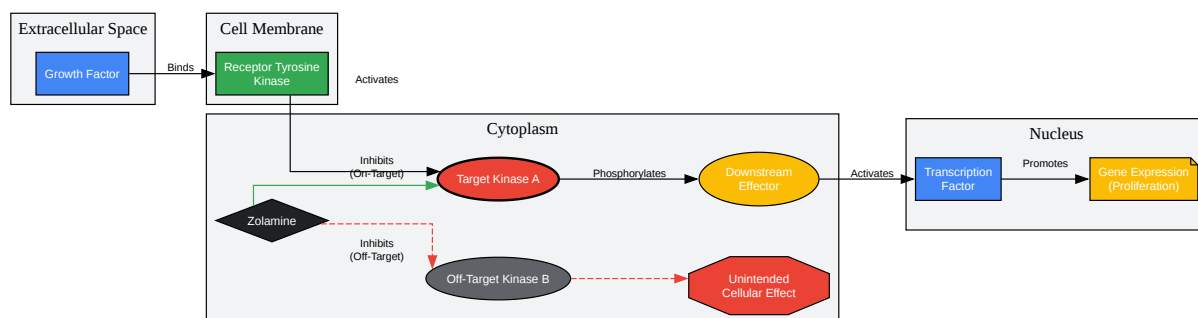 Extracellular Space
Growth Factor
Binds
Cell Membrane
Receptor Tyrosine
Kinase
Activates
Cytoplasm
Inhibits
(On-Target)
Target Kinase A
Phosphorylates
Downstream
Effector
Activates
Zolamine
Inhibits
(Off-Target)
Off-Target Kinase B
Unintended
Cellular Effect
Nucleus
Transcription
Factor
Promotes
Gene Expression
(Proliferation)